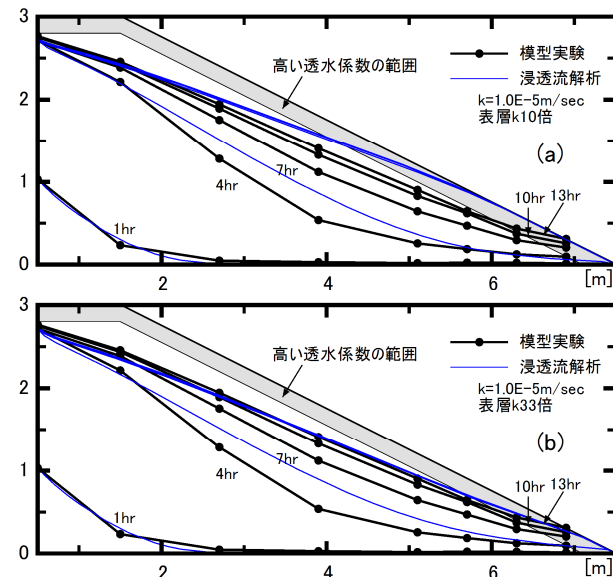 3
高い透水係数の範囲
模型実験
浸透流解析
k=1.0E-5m/sec
表層k10倍
2
(a)
7hr
4hr
1
1hr
10hr
13hr
0
2
4
6
[m]
3
高い透水係数の範囲
模型実験
浸透流解析
k=1.0E-5m/sec
表層k33倍
2
(b)
7hr
4hr
1
1hr
10hr
13hr
0
2
4
6
[m]